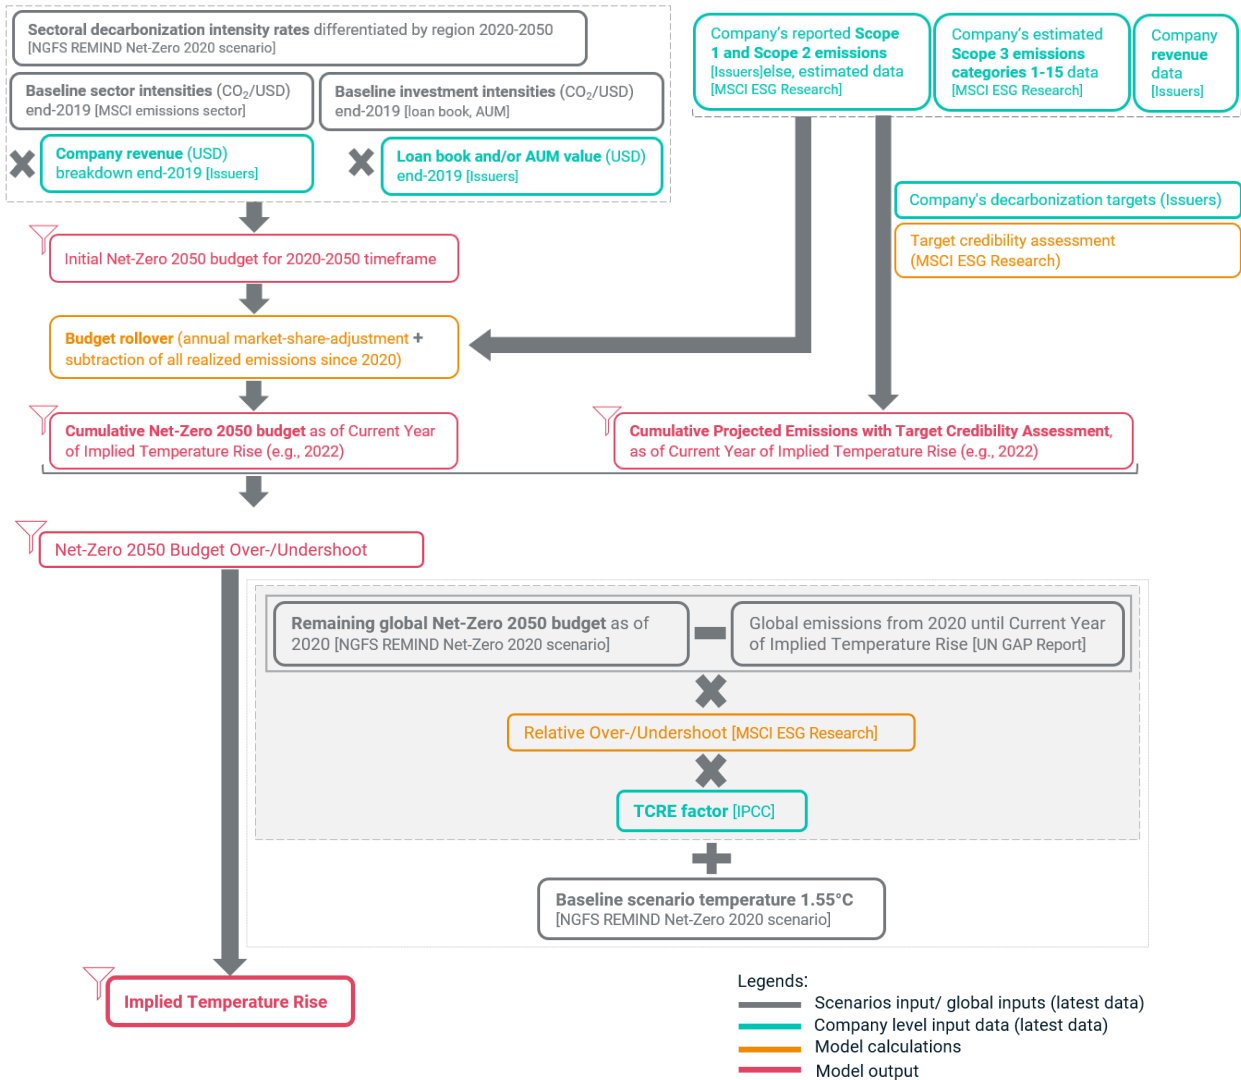 Sectoral decarbonization intensity rates differentiated by region 2020-2050
[NGFS REMIND Net-Zero 2020 scenario]
Baseline sector intensities (CO₂/USD)
end-2019 [MSCI emissions sector]
Baseline investment intensities (CO₂/USD)
end-2019 [loan book, AUM]
Company revenue (USD)
breakdown end-2019 [Issuers]
Loan book and/or AUM value (USD)
end-2019 [Issuers]
Company's reported Scope
1 and Scope 2 emissions
[Issuers]else, estimated data
[MSCI ESG Research]
Company's estimated
Scope 3 emissions
categories 1-15 data
[MSCI ESG Research]
Company
revenue
data
[Issuers]
Company's decarbonization targets (Issuers)
Target credibility assessment
(MSCI ESG Research)
Initial Net-Zero 2050 budget for 2020-2050 timeframe
Budget rollover (annual market-share-adjustment +
subtraction of all realized emissions since 2020)
Cumulative Net-Zero 2050 budget as of Current Year
of Implied Temperature Rise (e.g., 2022)
Cumulative Projected Emissions with Target Credibility Assessment,
as of Current Year of Implied Temperature Rise (e.g., 2022)
Net-Zero 2050 Budget Over-/Undershoot
Remaining global Net-Zero 2050 budget as of
2020 [NGFS REMIND Net-Zero 2020 scenario]
Global emissions from 2020 until Current Year
of Implied Temperature Rise [UN GAP Report]
Relative Over-/Undershoot [MSCI ESG Research]
TCRE factor [IPCC]
Baseline scenario temperature 1.55°C
[NGFS REMIND Net-Zero 2020 scenario]
Implied Temperature Rise
Legends:
Scenarios input/ global inputs (latest data)
Company level input data (latest data)
Model calculations
Model output